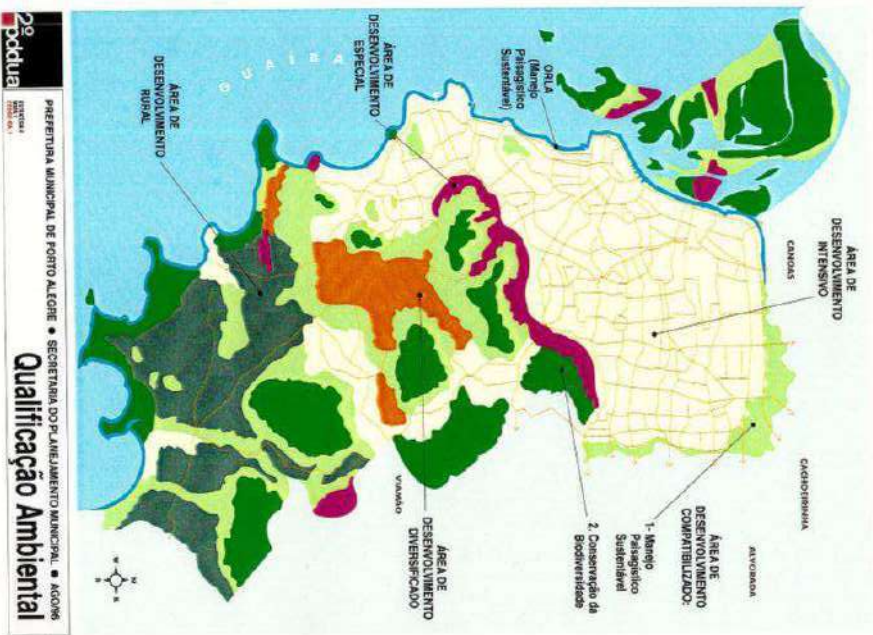 CANOAS
CACHOEIRINHA
ALVORADA
ÁREA DE
DESENVOLVIMENTO
INTENSIVO
ORLA
(Manejo
Paisagístico
Sustentável)
ÁREA DE
DESENVOLVIMENTO
COMPATIBILIZADO:
1- Manejo
Paisagístico
Sustentável
2. Conservação da
Biodiversidade
ÁREA DE
DESENVOLVIMENTO
ESPECIAL
GUAÍBA
VIAMÃO
ÁREA DE
DESENVOLVIMENTO
DIVERSIFICADO
ÁREA DE
DESENVOLVIMENTO
RURAL
N
2º pddua
PREFEITURA MUNICIPAL DE PORTO ALEGRE ● SECRETARIA DO PLANEJAMENTO MUNICIPAL ■ AGO/96
Qualificação Ambiental